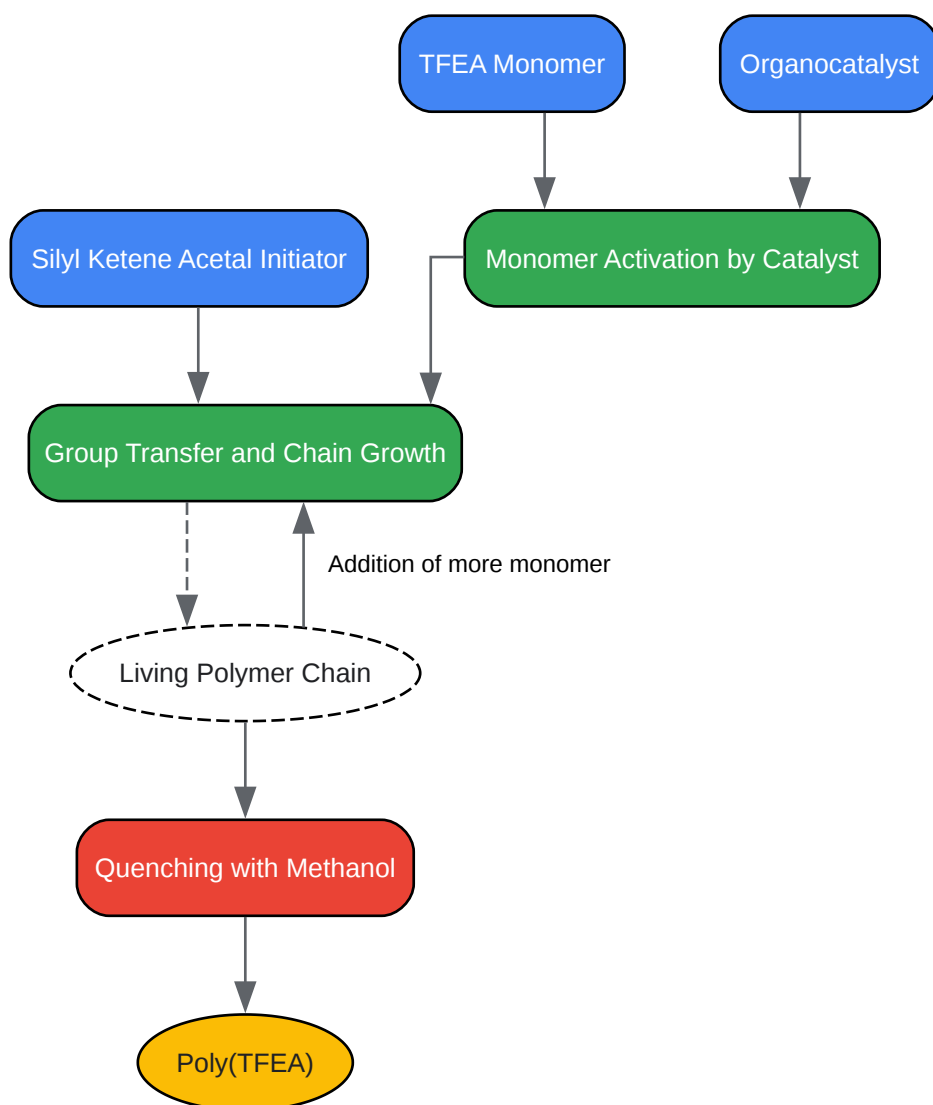 TFEA Monomer
Organocatalyst
Silyl Ketene Acetal Initiator
Monomer Activation by Catalyst
Group Transfer and Chain Growth
Addition of more monomer
Living Polymer Chain
Quenching with Methanol
Poly(TFEA)